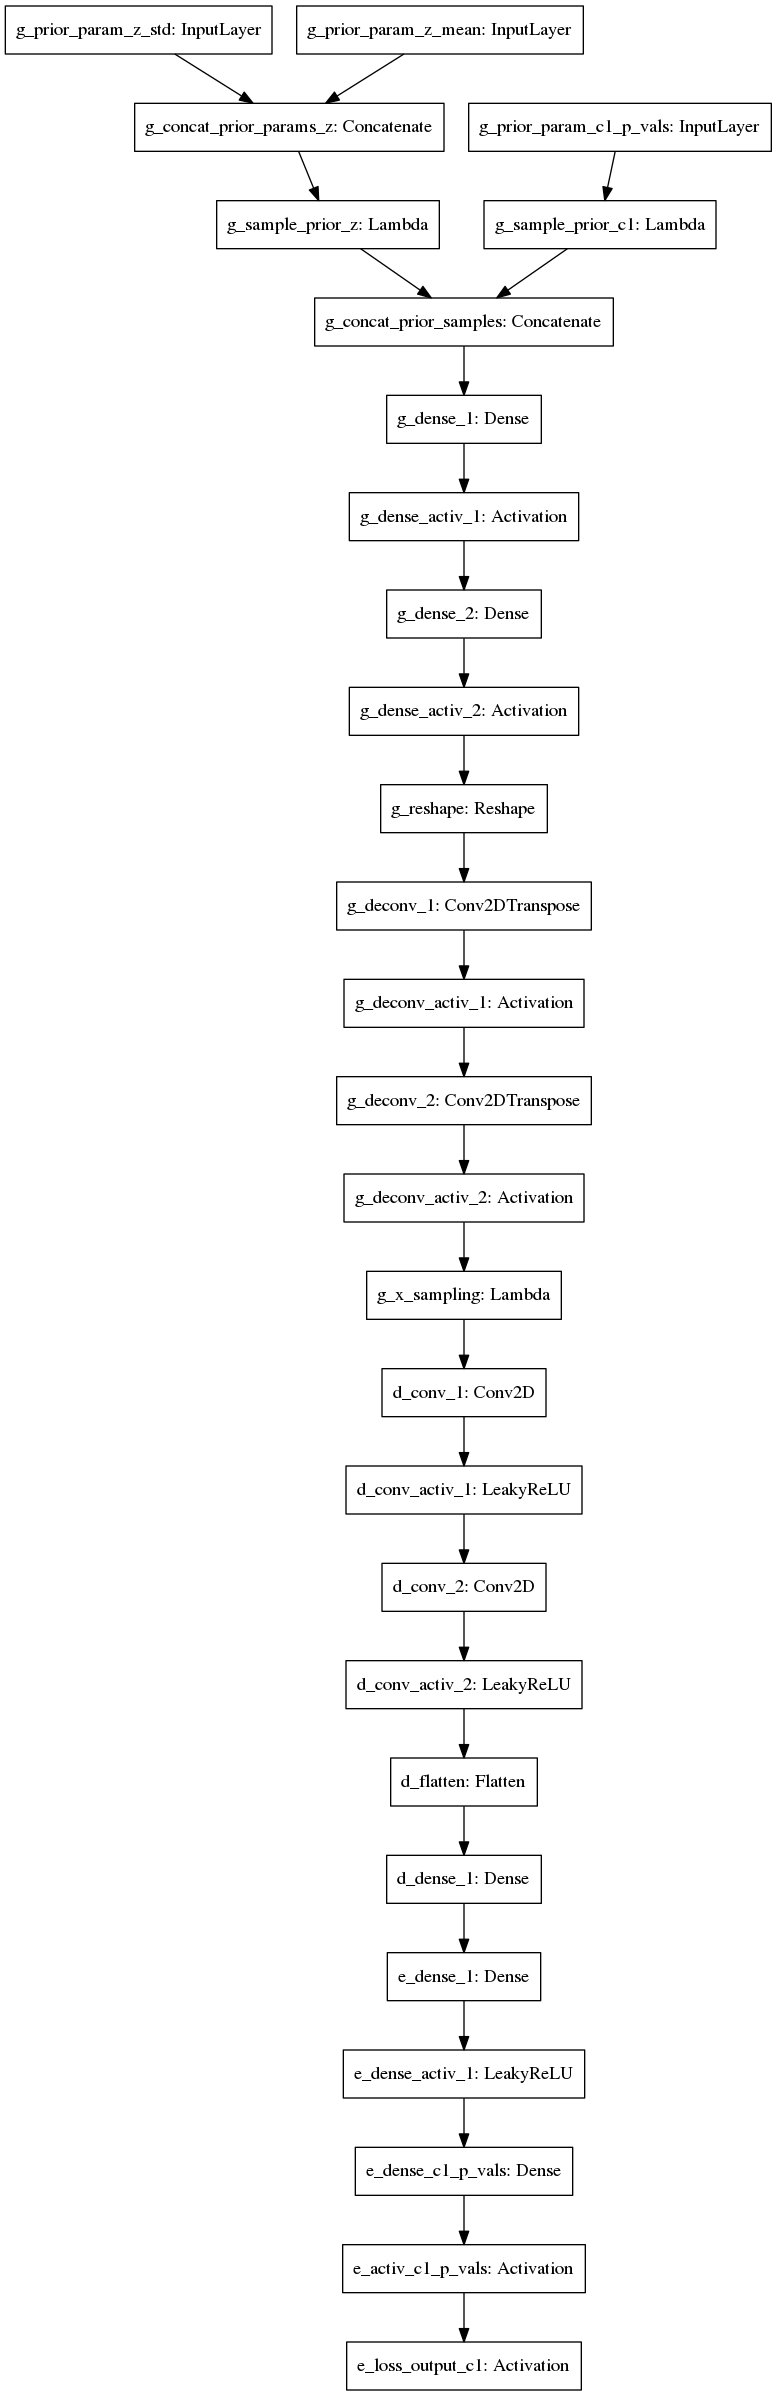 g_prior_param_z_std: InputLayer
g_prior_param_z_mean: InputLayer
g_concat_prior_params_z: Concatenate
g_prior_param_c1_p_vals: InputLayer
g_sample_prior_z: Lambda
g_sample_prior_c1: Lambda
g_concat_prior_samples: Concatenate
g_dense_1: Dense
g_dense_activ_1: Activation
g_dense_2: Dense
g_dense_activ_2: Activation
g_reshape: Reshape
g_deconv_1: Conv2DTranspose
g_deconv_activ_1: Activation
g_deconv_2: Conv2DTranspose
g_deconv_activ_2: Activation
g_x_sampling: Lambda
d_conv_1: Conv2D
d_conv_activ_1: LeakyReLU
d_conv_2: Conv2D
d_conv_activ_2: LeakyReLU
d_flatten: Flatten
d_dense_1: Dense
e_dense_1: Dense
e_dense_activ_1: LeakyReLU
e_dense_c1_p_vals: Dense
e_activ_c1_p_vals: Activation
e_loss_output_c1: Activation